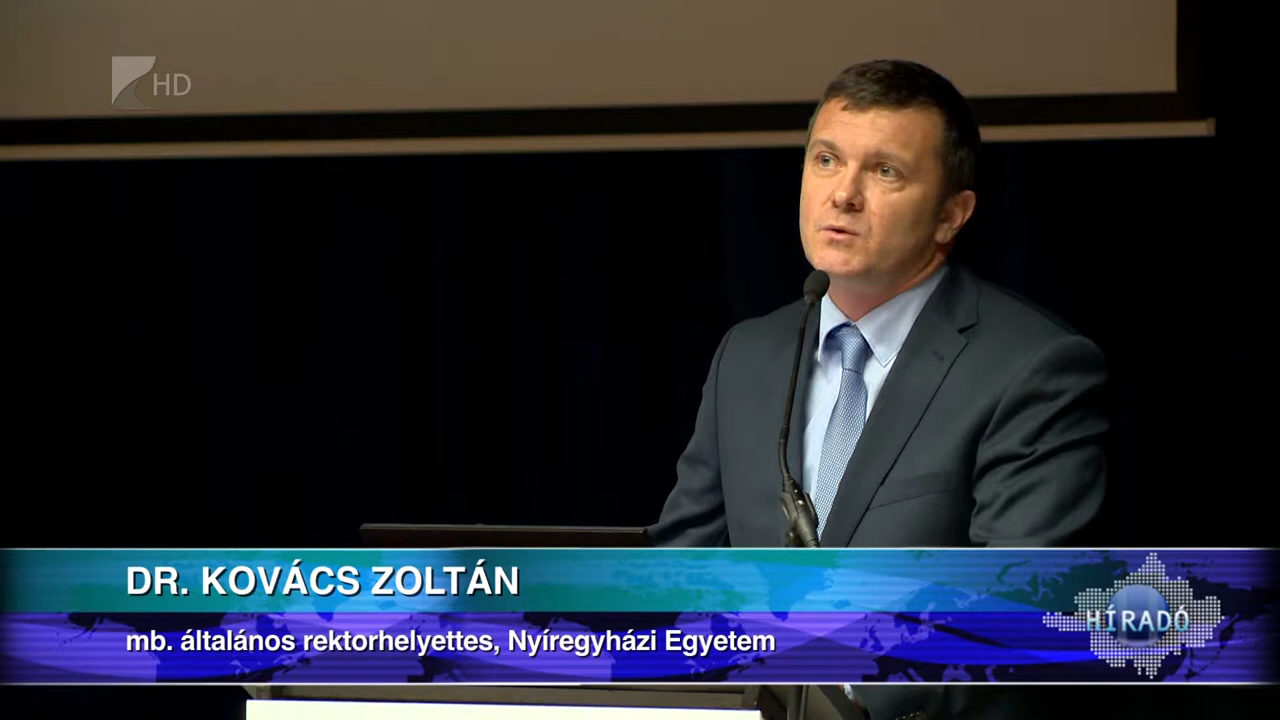 HD
DR. KOVÁCS ZOLTÁN
mb. általános rektorhelyettes, Nyíregyházi Egyetem
HÍRADÓ